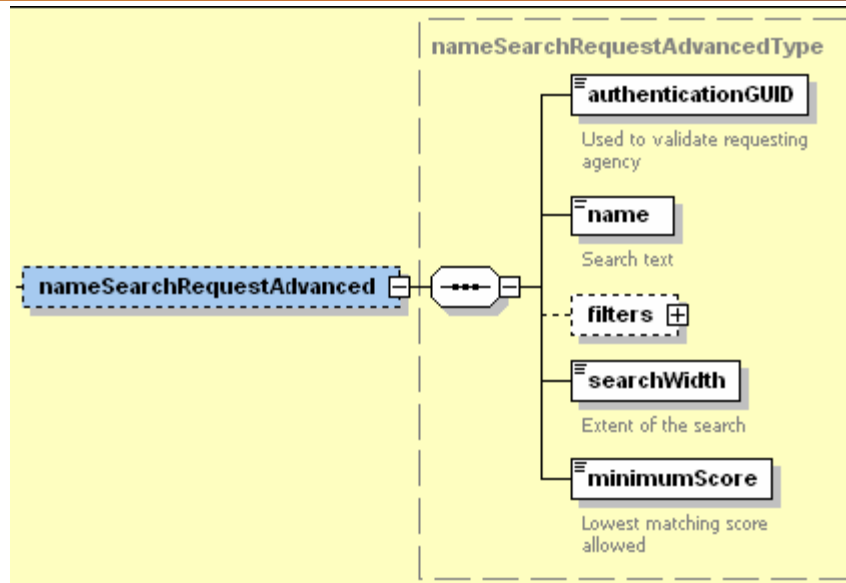 nameSearchRequestAdvancedType
authenticationGUID
Used to validate requesting
agency
name
Search text
nameSearchRequestAdvanced
filters
searchWidth
Extent of the search
minimumScore
Lowest matching score
allowed